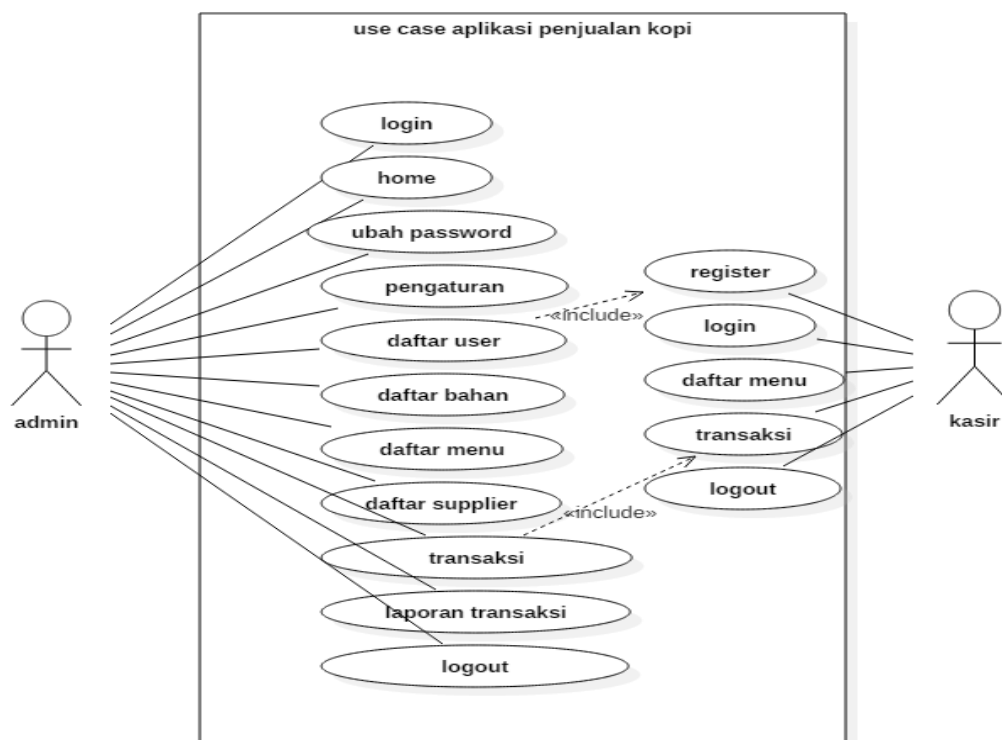 use case aplikasi penjualan kopi
login
home
ubah password
pengaturan
daftar user
daftar bahan
daftar menu
daftar supplier
transaksi
laporan transaksi
logout
«include»
«include»
register
login
daftar menu
transaksi
logout
admin
kasir